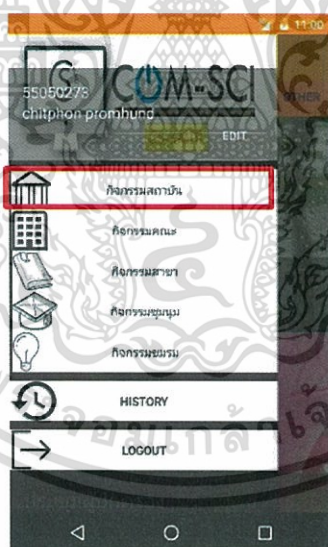 11:00
COM-SCI
55050273
chitphon promhund
OTHER
EDIT
กิจกรรมสถาบัน
กิจกรรมคณะ
กิจกรรมสาขา
กิจกรรมชุมนุม
กิจกรรมชมรม
HISTORY
LOGOUT